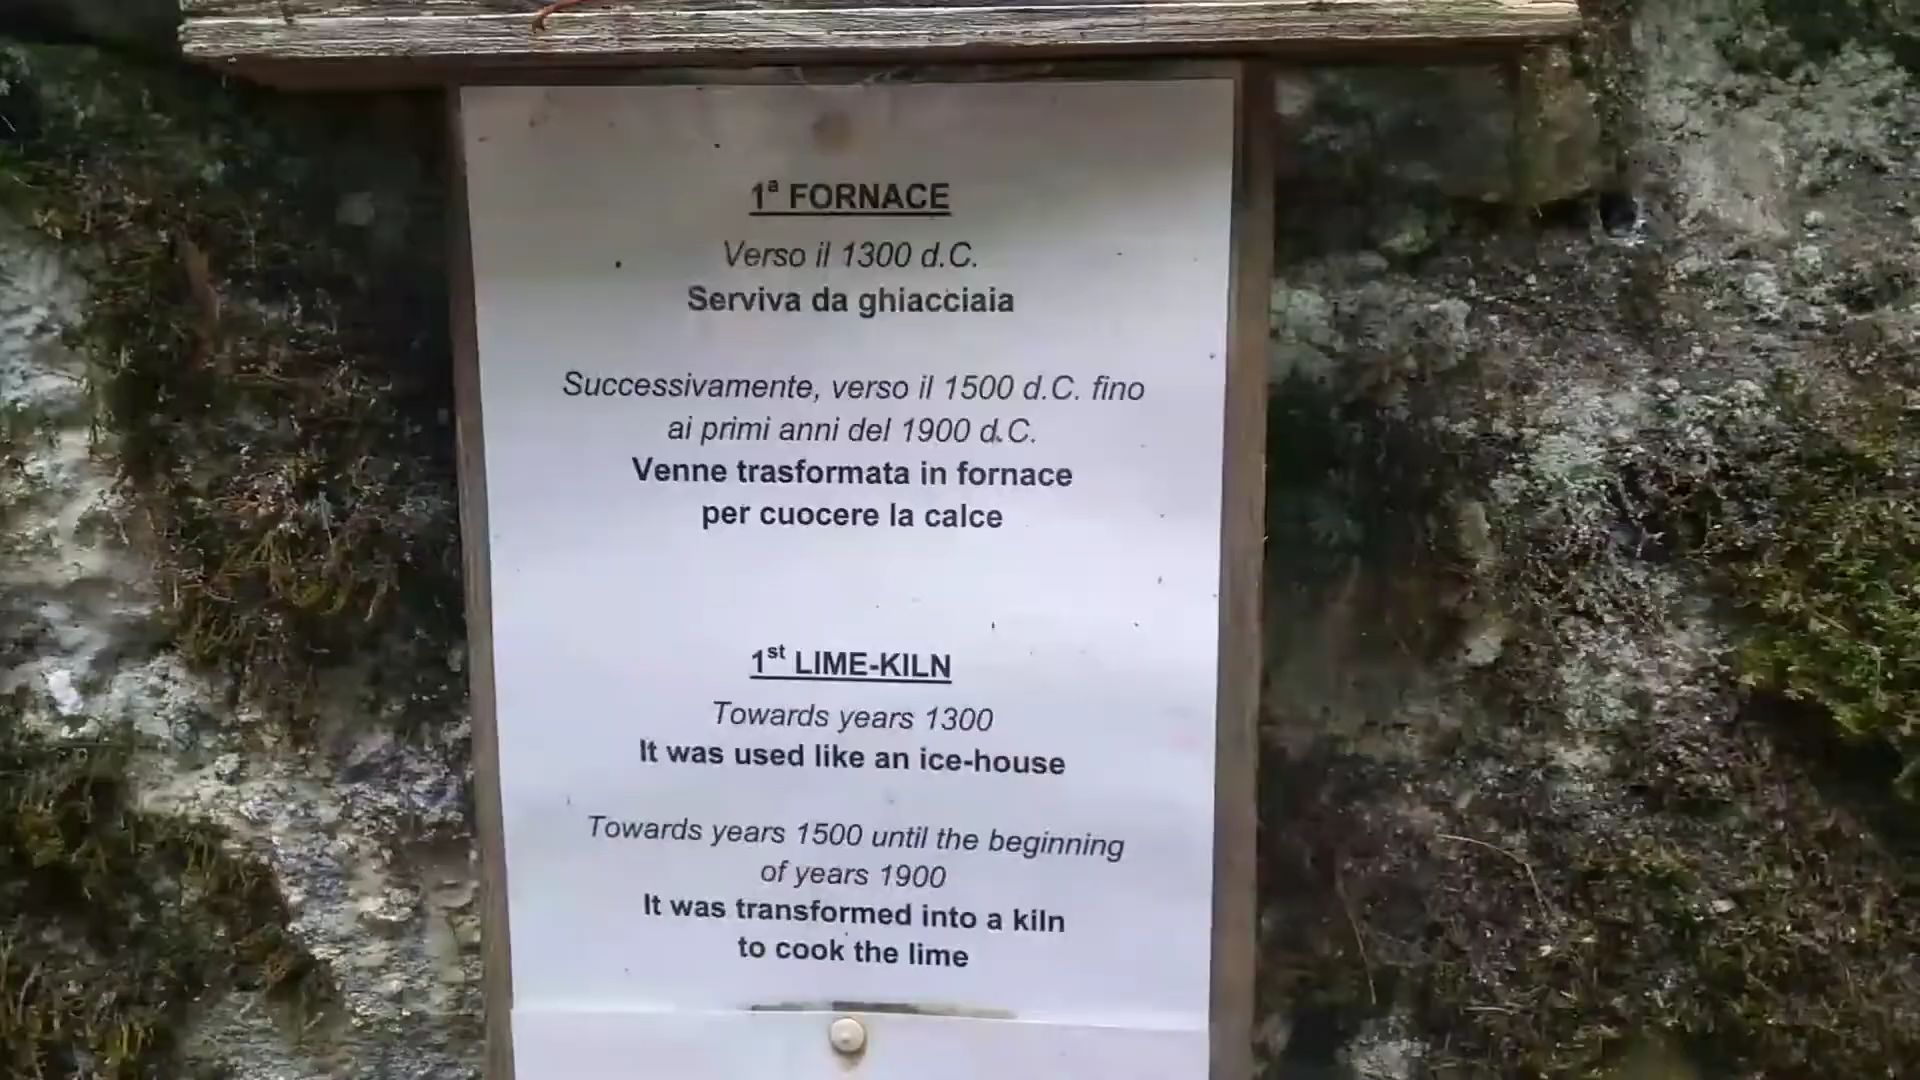 1ª FORNACE
Verso il 1300 d.C.
Serviva da ghiacciaia
Successivamente, verso il 1500 d.C. fino
ai primi anni del 1900 d.C.
Venne trasformata in fornace
per cuocere la calce
1st LIME-KILN
Towards years 1300
It was used like an ice-house
Towards years 1500 until the beginning
of years 1900
It was transformed into a kiln
to cook the lime